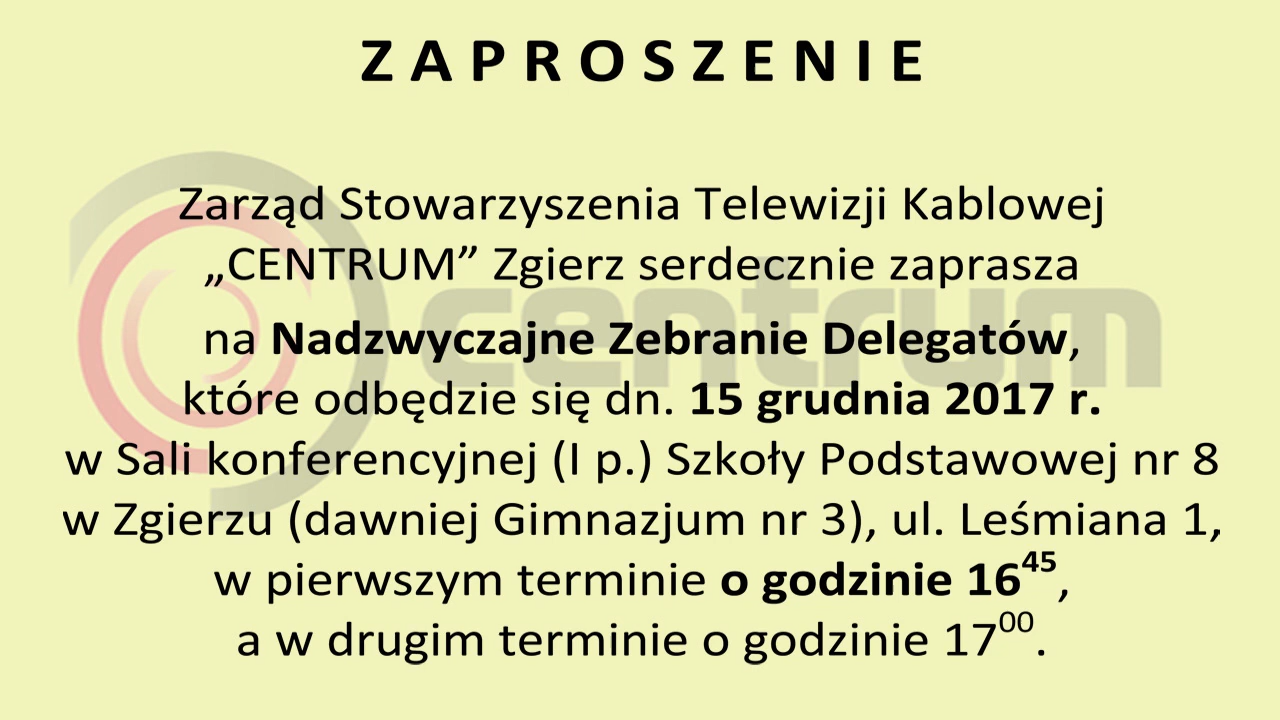 ZAPROSZENIE
Zarząd Stowarzyszenia Telewizji Kablowej
„CENTRUM” Zgierz serdecznie zaprasza
centrum
na Nadzwyczajne Zebranie Delegatów,
które odbędzie się dn. 15 grudnia 2017 r.
w Sali konferencyjnej (I p.) Szkoły Podstawowej nr 8
w Zgierzu (dawniej Gimnazjum nr 3), ul. Leśmiana 1,
w pierwszym terminie o godzinie 16⁴⁵,
a w drugim terminie o godzinie 17⁰⁰.